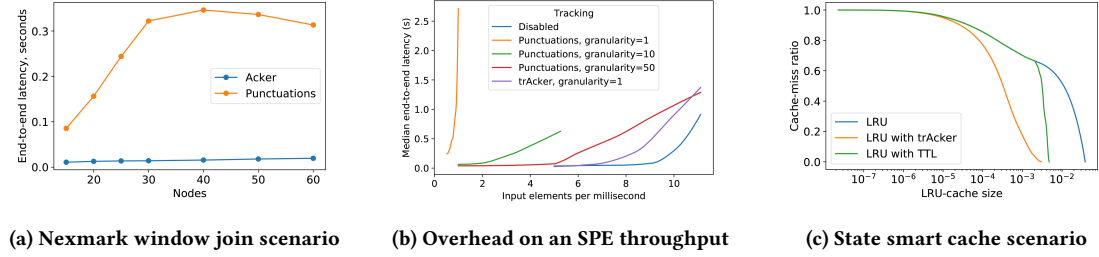 End-to-end latency, seconds
0.3
0.2
0.1
0.0
Acker
Punctuations
20 30 40 50 60
Nodes
(a) Nexmark window join scenario
Median end-to-end latency (s)
2.5
2.0
1.5
1.0
0.5
0.0
Tracking
Disabled
Punctuations, granularity=1
Punctuations, granularity=10
Punctuations, granularity=50
trAcker, granularity=1
0 2 4 6 8 10
Input elements per millisecond
(b) Overhead on an SPE throughput
Cache-miss ratio
1.0
0.8
0.6
0.4
0.2
0.0
LRU
LRU with trAcker
LRU with TTL
10⁻⁷ 10⁻⁶ 10⁻⁵ 10⁻⁴ 10⁻³ 10⁻²
LRU-cache size
(c) State smart cache scenario